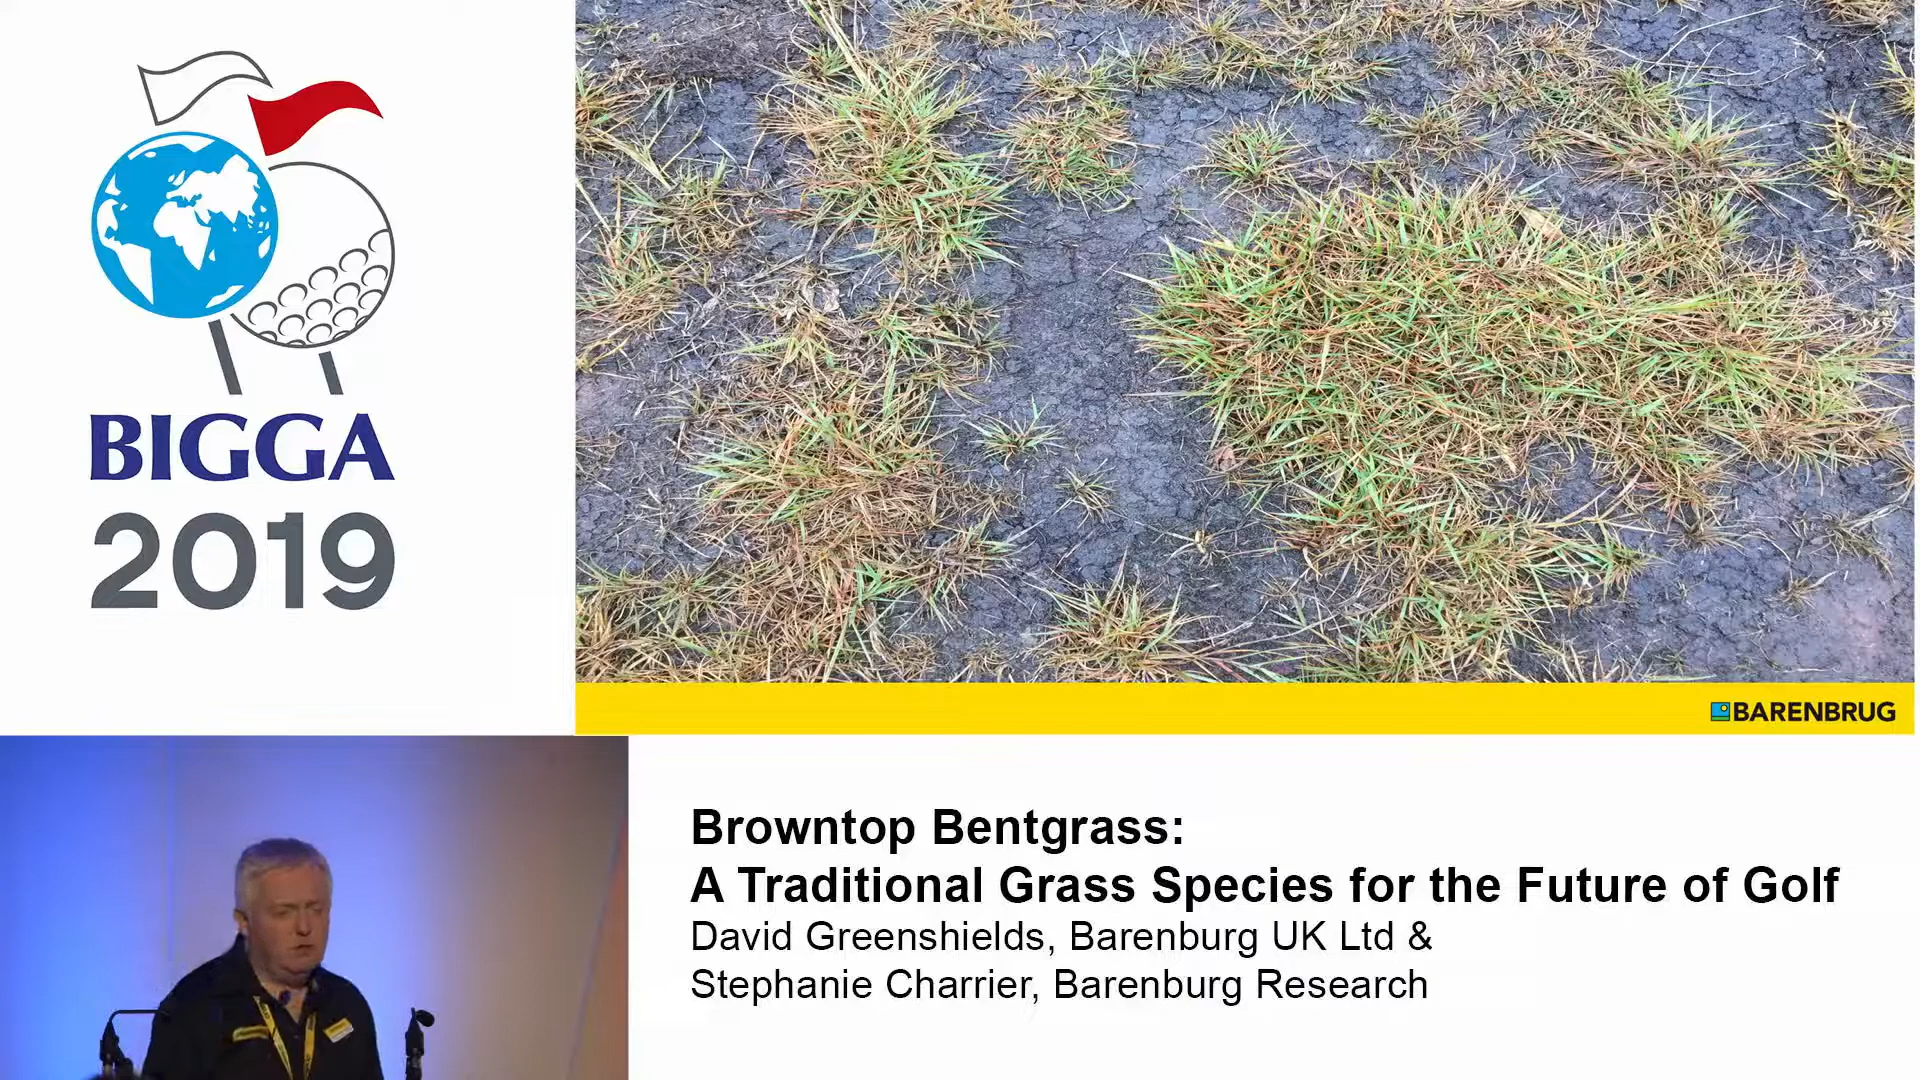 BIGGA
2019
BARENBRUG
Browntop Bentgrass:
A Traditional Grass Species for the Future of Golf
David Greenshields, Barenburg UK Ltd &
Stephanie Charrier, Barenburg Research